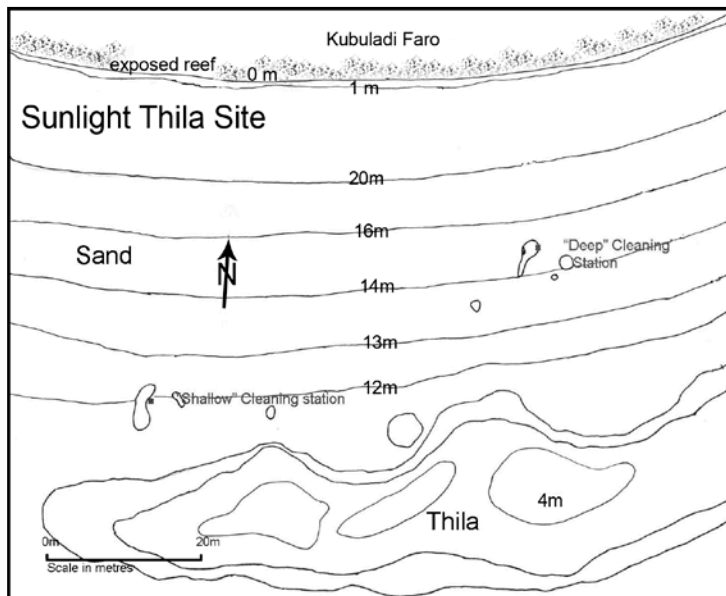 Kubuladi Faro
exposed reef
0 m
1 m
Sunlight Thila Site
20m
16m
"Deep" Cleaning
Station
Sand
N
14m
13m
12m
"Shallow" Cleaning station
4m
Thila
0m
20m
Scale in metres